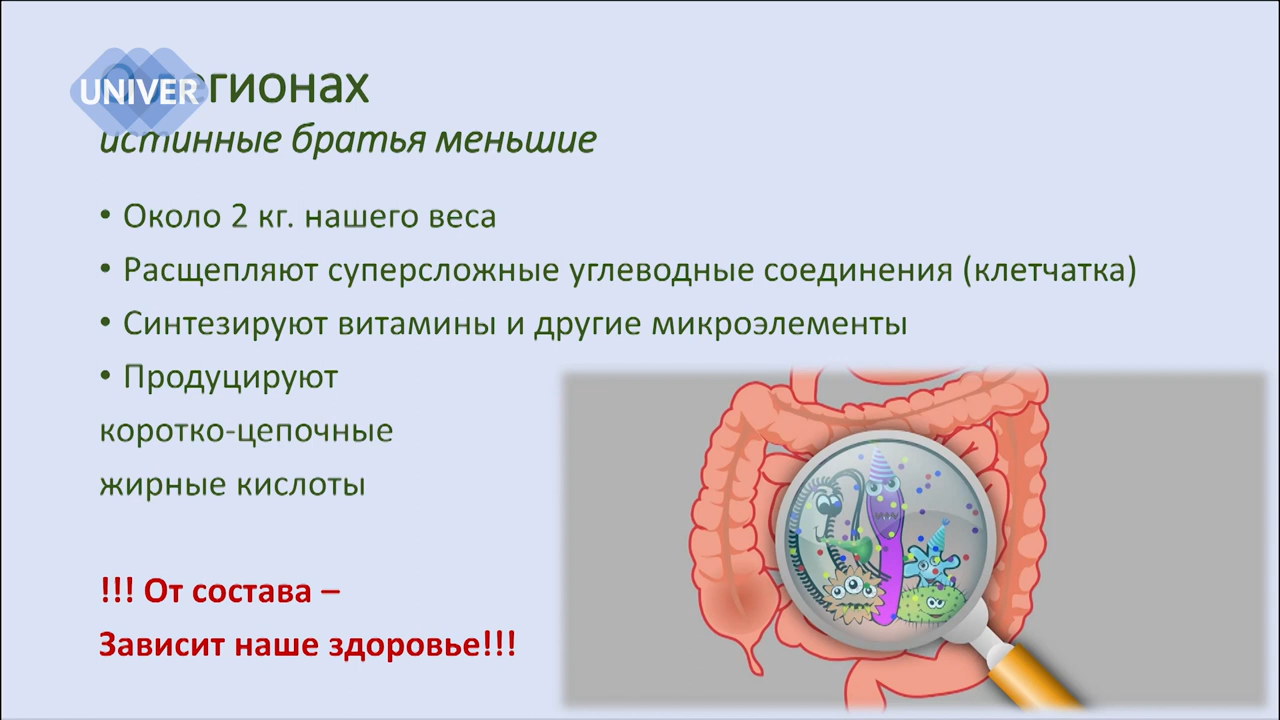 UNIVER
истинные братья меньшие
• Около 2 кг. нашего веса
• Расщепляют суперсложные углеводные соединения (клетчатка)
• Синтезируют витамины и другие микроэлементы
• Продуцируют
коротко-цепочные
жирные кислоты
!!! От состава –
Зависит наше здоровье!!!